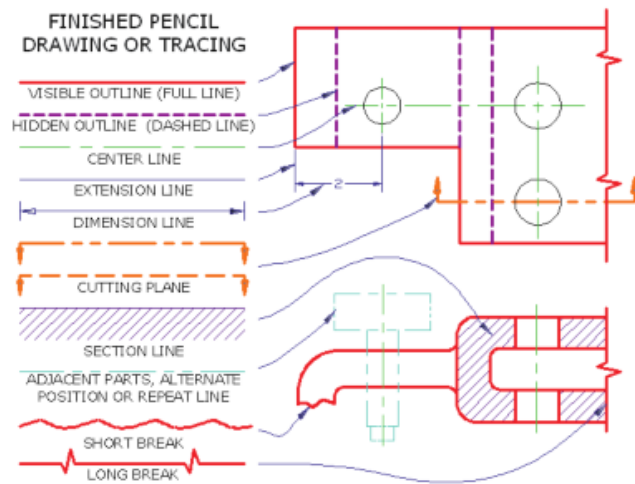 FINISHED PENCIL
DRAWING OR TRACING
VISIBLE OUTLINE (FULL LINE)
HIDDEN OUTLINE (DASHED LINE)
CENTER LINE
EXTENSION LINE
2
DIMENSION LINE
CUTTING PLANE
SECTION LINE
ADJACENT PARTS, ALTERNATE
POSITION OR REPEAT LINE
SHORT BREAK
LONG BREAK